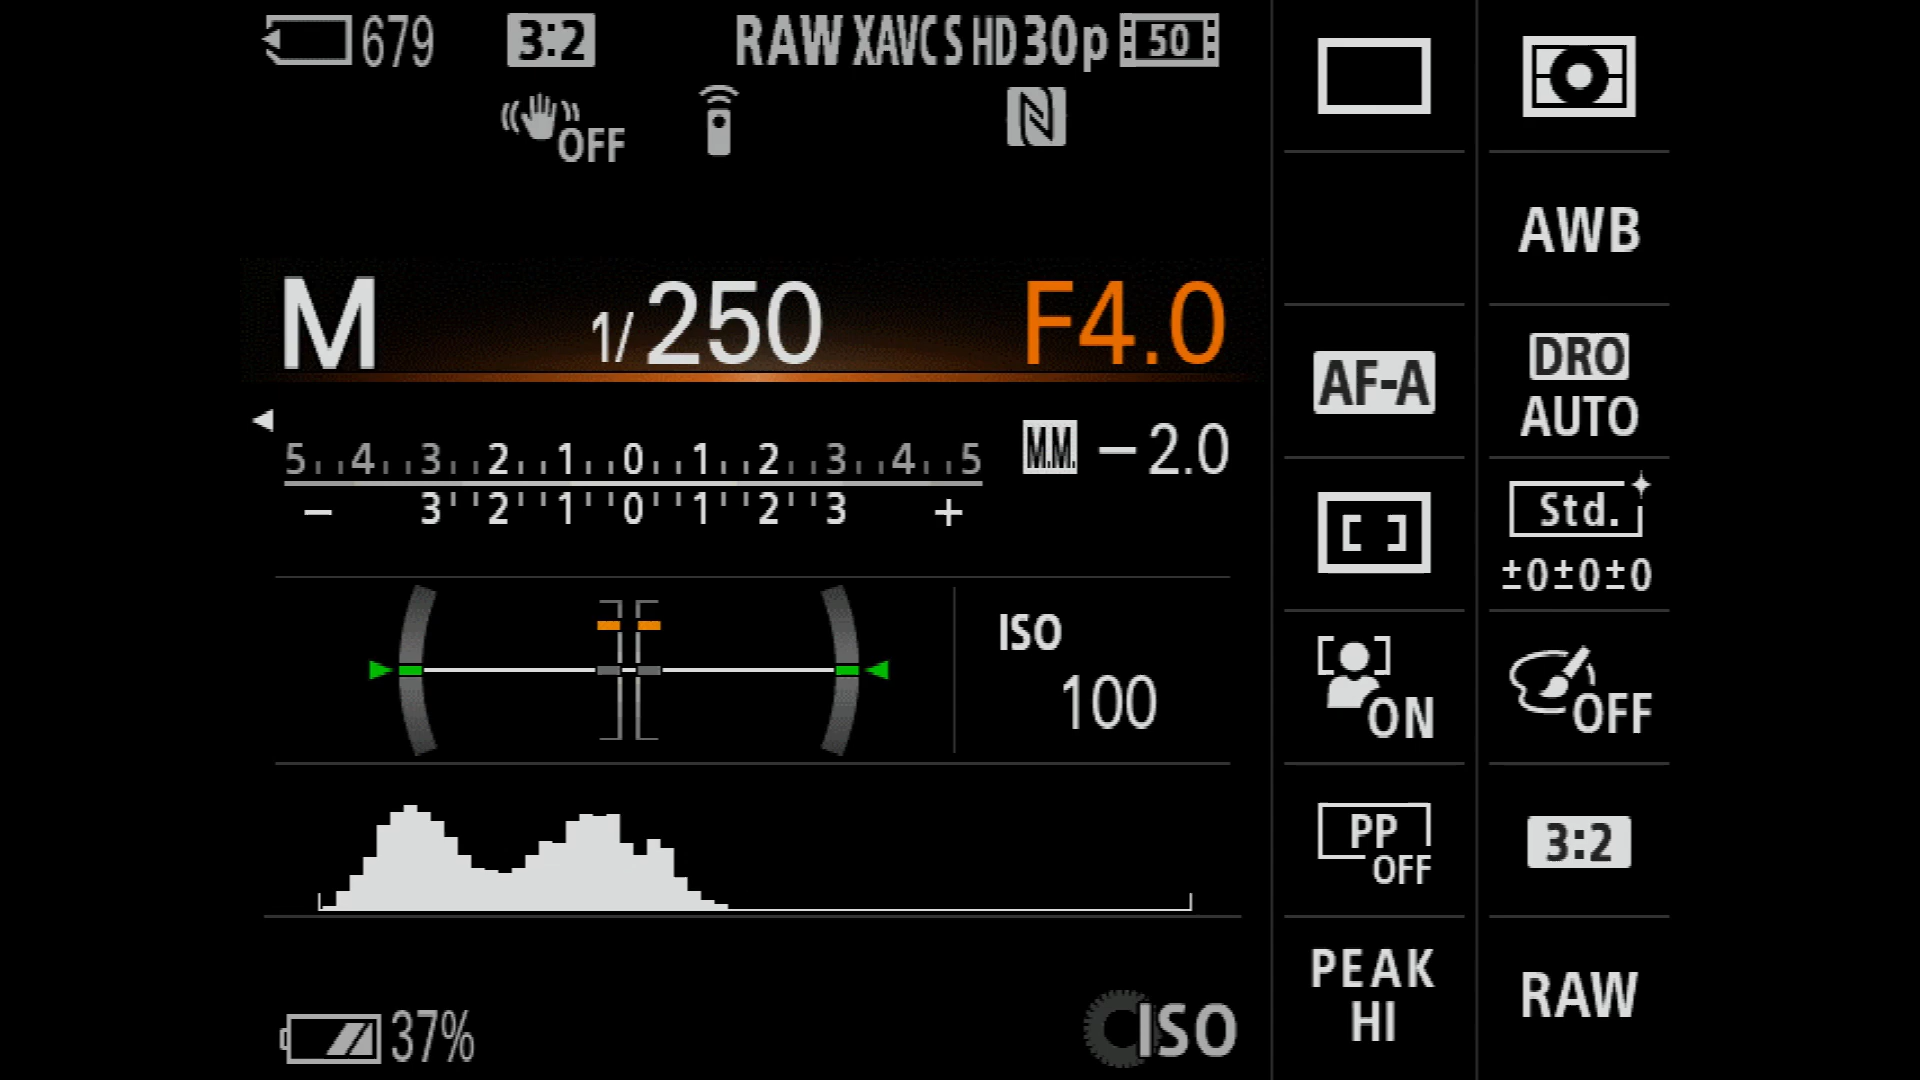 679 3:2 RAW XAVC S HD 30p 50
OFF
M 1/250 F4.0
5 4 3 2 1 0 1 2 3 4 5 M.M. −2.0
− 3 2 1 0 1 2 3 +
ISO
100
37% ISO
AWB
AF-A
DRO
AUTO
Std.
±0±0±0
ON
OFF
PP
OFF
3:2
PEAK
HI
RAW